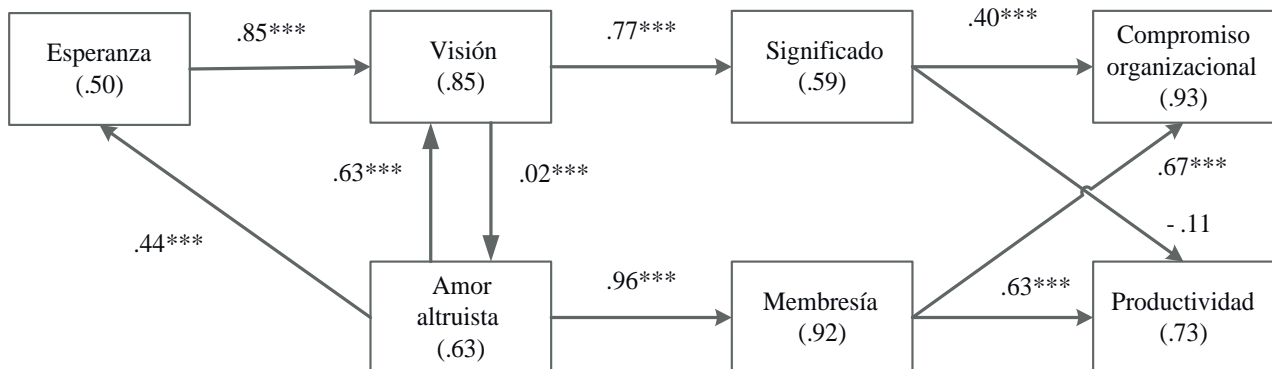 .85***
.77***
.40***
Esperanza
(.50)
Visión
(.85)
Significado
(.59)
Compromiso
organizacional
(.93)
.63***
.02***
.67***
.44***
- .11
Amor
altruista
(.63)
.96***
Membresía
(.92)
.63***
Productividad
(.73)